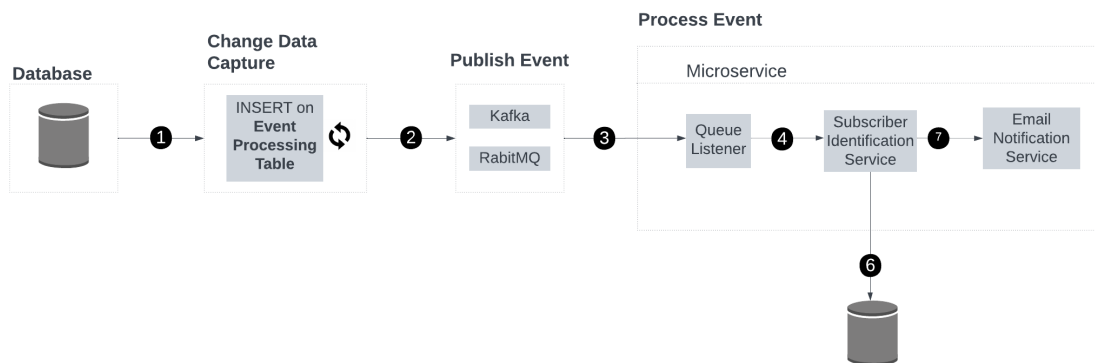 Process Event
Change Data
Capture
Publish Event
Database
Microservice
INSERT on
Event
Processing
Table
Kafka
RabitMQ
Queue
Listener
Subscriber
Identification
Service
Email
Notification
Service
1
2
3
4
7
6